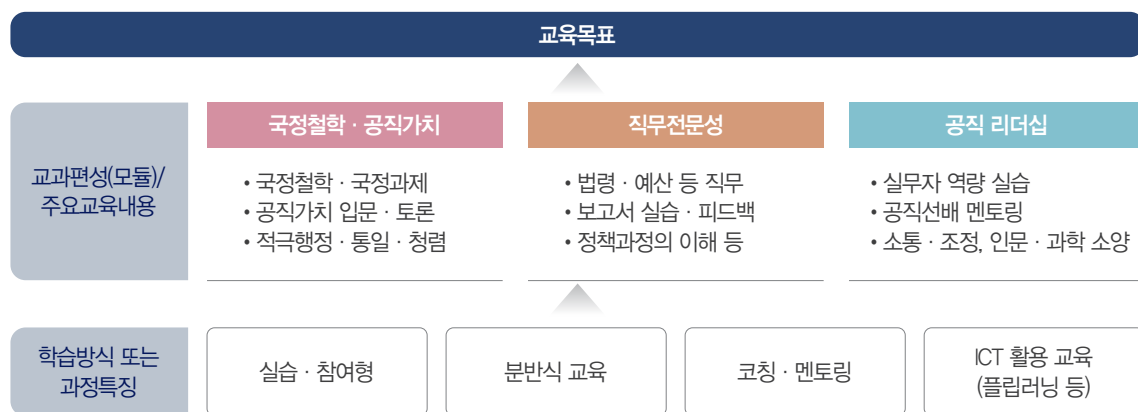 교육목표
교과편성(모듈)/
주요교육내용
국정철학 · 공직가치
• 국정철학 · 국정과제
• 공직가치 입문 · 토론
• 적극행정 · 통일 · 청렴
직무전문성
• 법령 · 예산 등 직무
• 보고서 실습 · 피드백
• 정책과정의 이해 등
공직 리더십
• 실무자 역량 실습
• 공직선배 멘토링
• 소통 · 조정, 인문 · 과학 소양
학습방식 또는
과정특징
실습 · 참여형
분반식 교육
코칭 · 멘토링
ICT 활용 교육
(플립러닝 등)